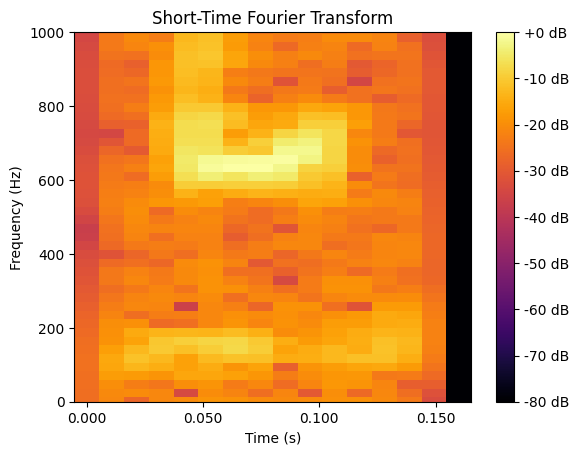 Short-Time Fourier Transform
Frequency (Hz)
1000
800
600
400
200
0
0.000
0.050
0.100
0.150
Time (s)
+0 dB
-10 dB
-20 dB
-30 dB
-40 dB
-50 dB
-60 dB
-70 dB
-80 dB